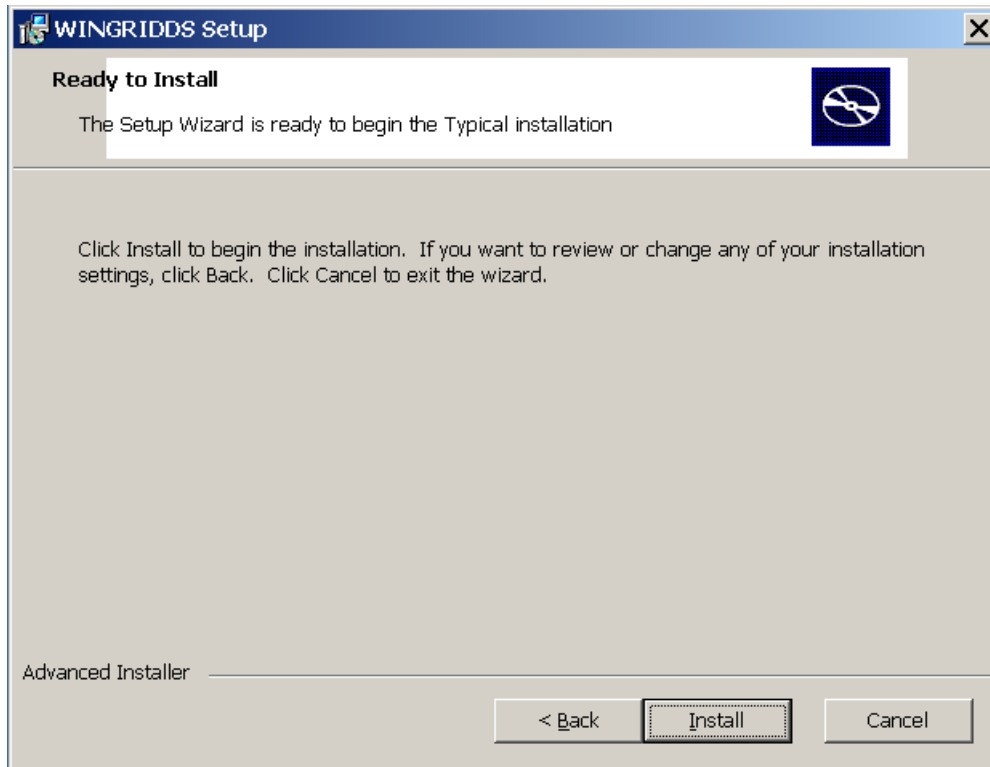 WINGRIDDS Setup
Ready to Install
The Setup Wizard is ready to begin the Typical installation
Click Install to begin the installation. If you want to review or change any of your installation
settings, click Back. Click Cancel to exit the wizard.
Advanced Installer
< Back Install Cancel